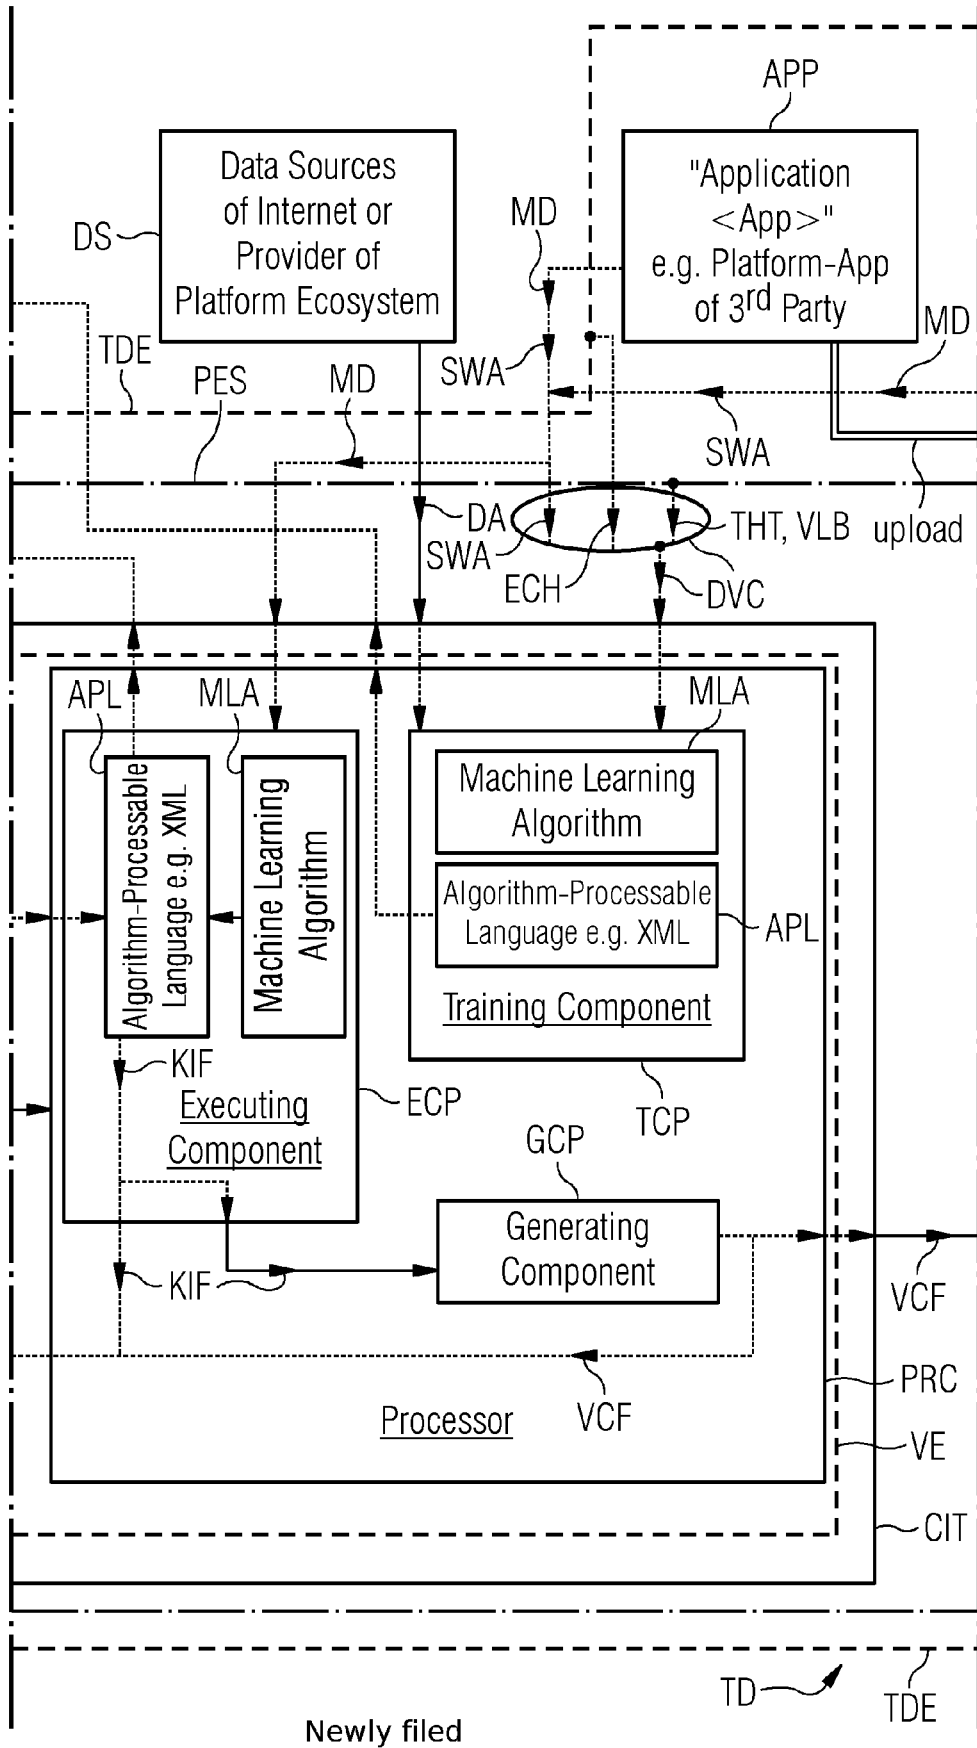 APP
Data Sources
of Internet or
Provider of
Platform Ecosystem
DS
MD
"Application
<App>"
e.g. Platform-App
of 3rd Party
MD
TDE
PES
MD
SWA
SWA
DA
SWA
ECH
THT, VLB
upload
DVC
APL
MLA
MLA
Algorithm-Processable
Language e.g. XML
Machine Learning
Algorithm
Machine Learning
Algorithm
Algorithm-Processable
Language e.g. XML
APL
Training Component
KIF
Executing
Component
ECP
TCP
GCP
Generating
Component
KIF
VCF
VCF
PRC
Processor
VE
CIT
TD
TDE
Newly filed